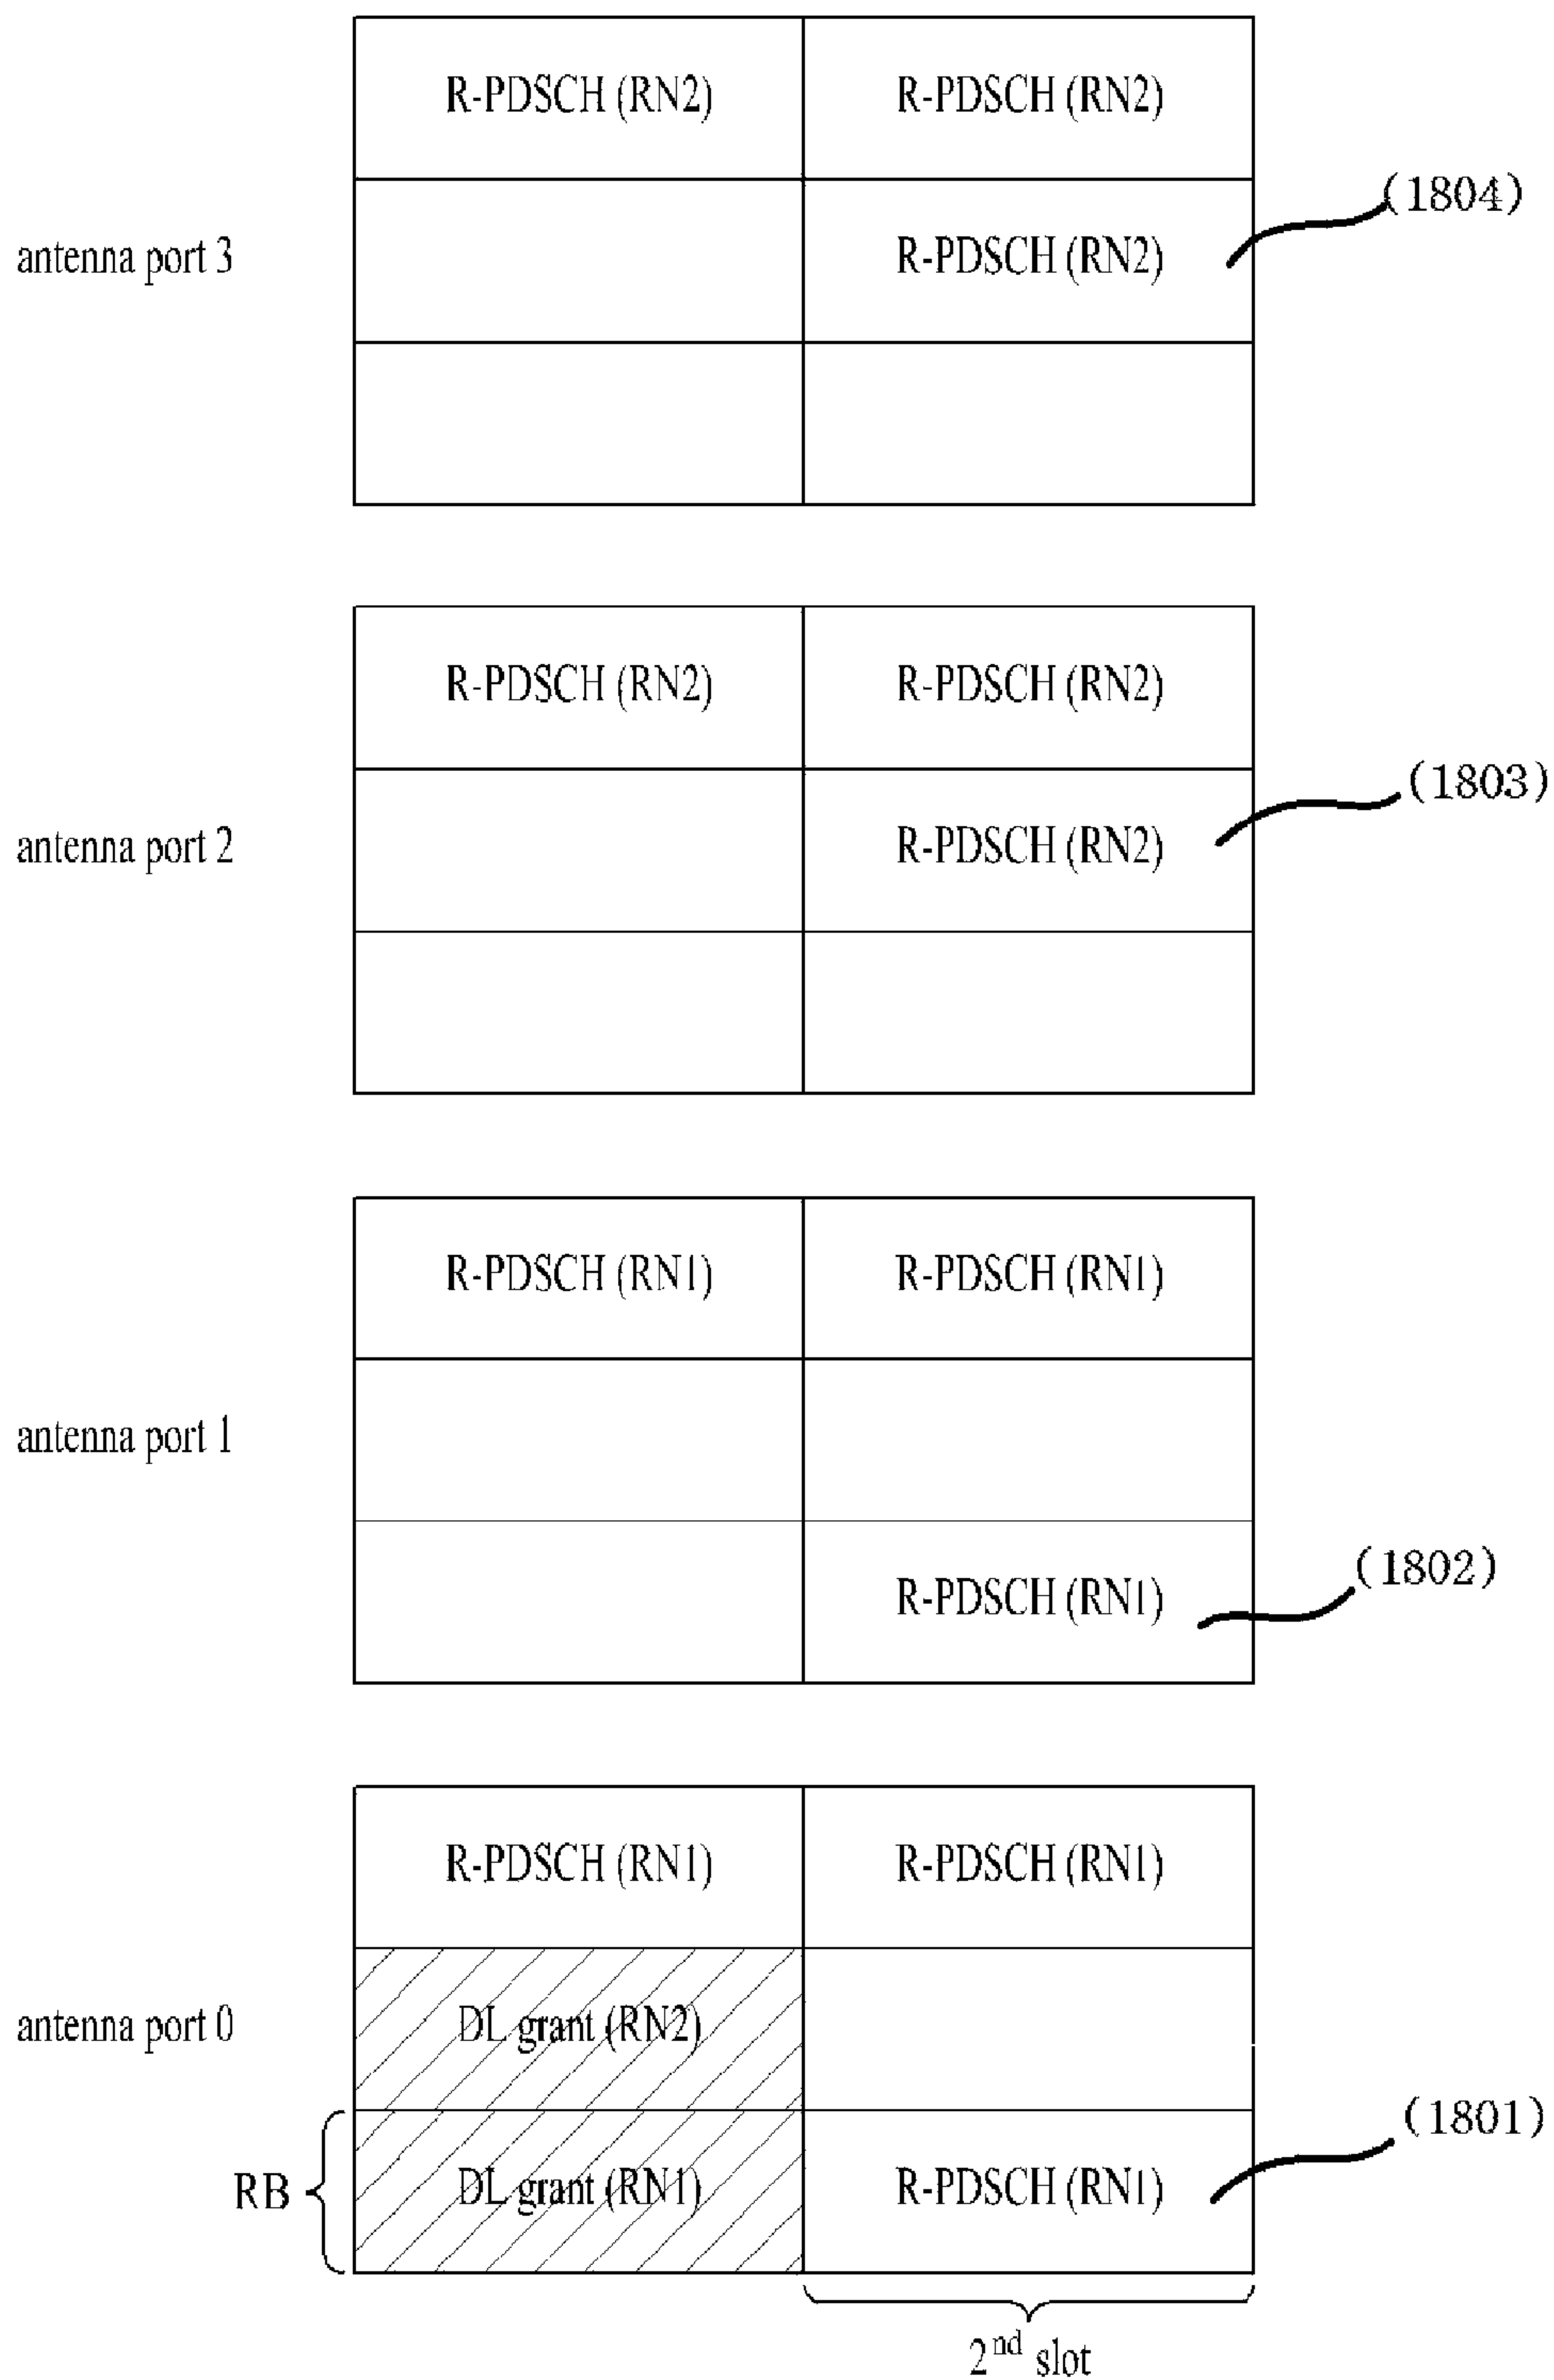 R-PDSCH (RN2) R-PDSCH (RN2)
(1804)
antenna port 3 R-PDSCH (RN2)
R-PDSCH (RN2) R-PDSCH (RN2)
(1803)
antenna port 2 R-PDSCH (RN2)
R-PDSCH (RN1) R-PDSCH (RN1)
antenna port 1
(1802)
R-PDSCH (RN1)
R-PDSCH (RN1) R-PDSCH (RN1)
antenna port 0 DL grant (RN2)
(1801)
RB DL grant (RN1) R-PDSCH (RN1)
2nd slot